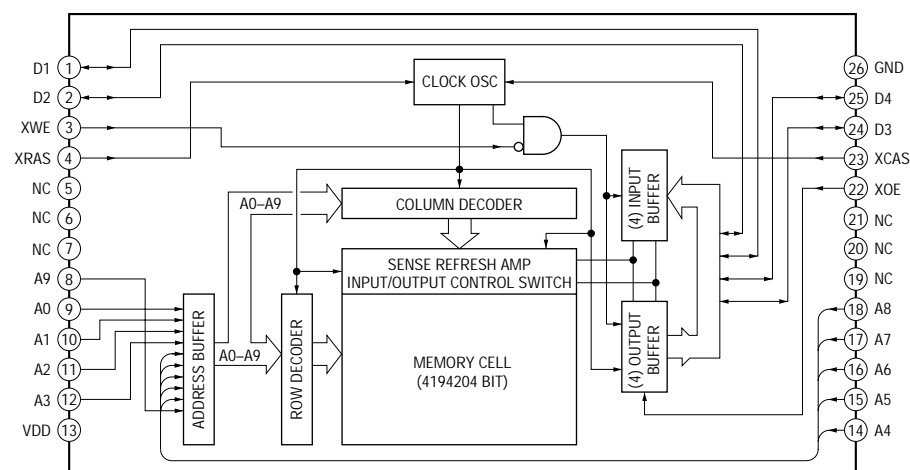 D1 1
D2 2
XWE 3
XRAS 4
NC 5
NC 6
NC 7
A9 8
A0 9
A1 10
A2 11
A3 12
VDD 13
CLOCK OSC
A0–A9
COLUMN DECODER
SENSE REFRESH AMP
INPUT/OUTPUT CONTROL SWITCH
MEMORY CELL
(4194204 BIT)
ADDRESS BUFFER
A0–A9
ROW DECODER
(4) INPUT
BUFFER
(4) OUTPUT
BUFFER
26 GND
25 D4
24 D3
23 XCAS
22 XOE
21 NC
20 NC
19 NC
18 A8
17 A7
16 A6
15 A5
14 A4